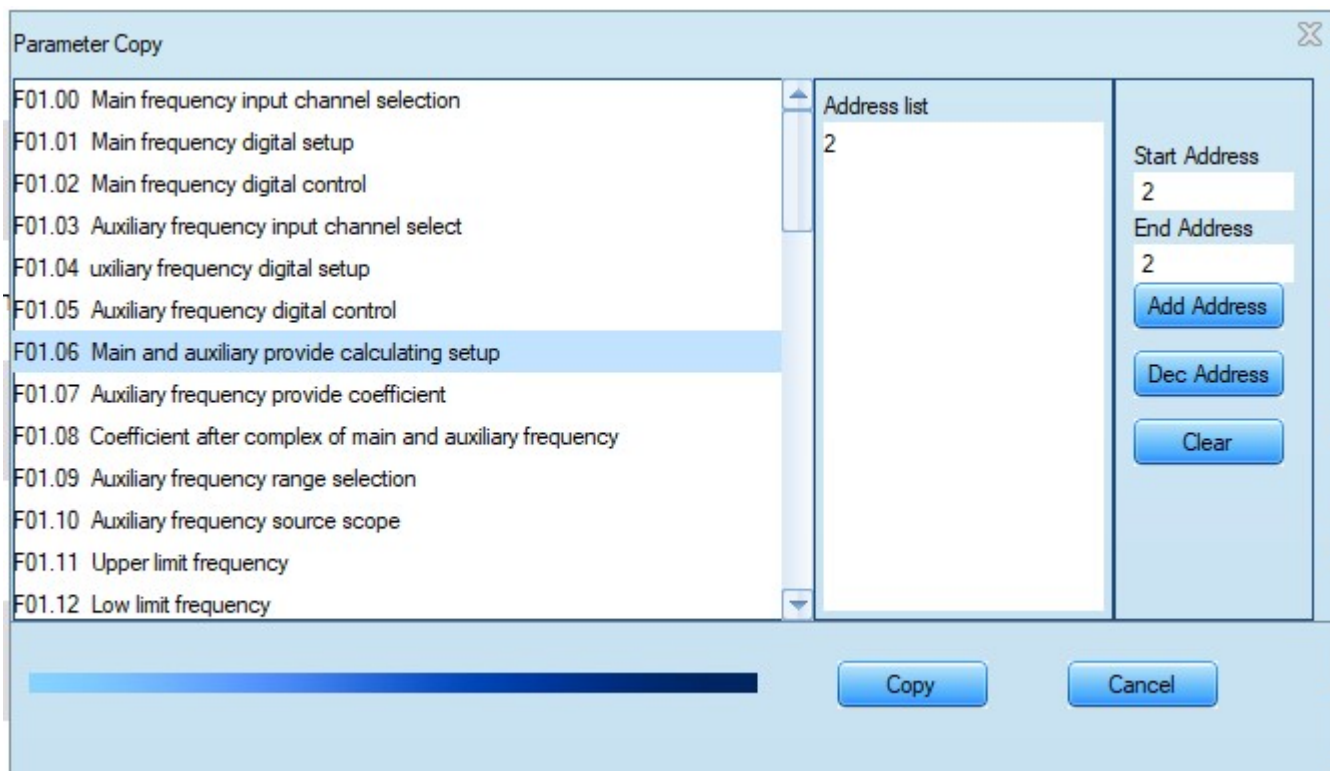 Parameter Copy
F01.00 Main frequency input channel selection
F01.01 Main frequency digital setup
F01.02 Main frequency digital control
F01.03 Auxiliary frequency input channel select
F01.04 uxiliary frequency digital setup
F01.05 Auxiliary frequency digital control
F01.06 Main and auxiliary provide calculating setup
F01.07 Auxiliary frequency provide coefficient
F01.08 Coefficient after complex of main and auxiliary frequency
F01.09 Auxiliary frequency range selection
F01.10 Auxiliary frequency source scope
F01.11 Upper limit frequency
F01.12 Low limit frequency
Address list
2
Start Address
2
End Address
2
Add Address
Dec Address
Clear
Copy
Cancel